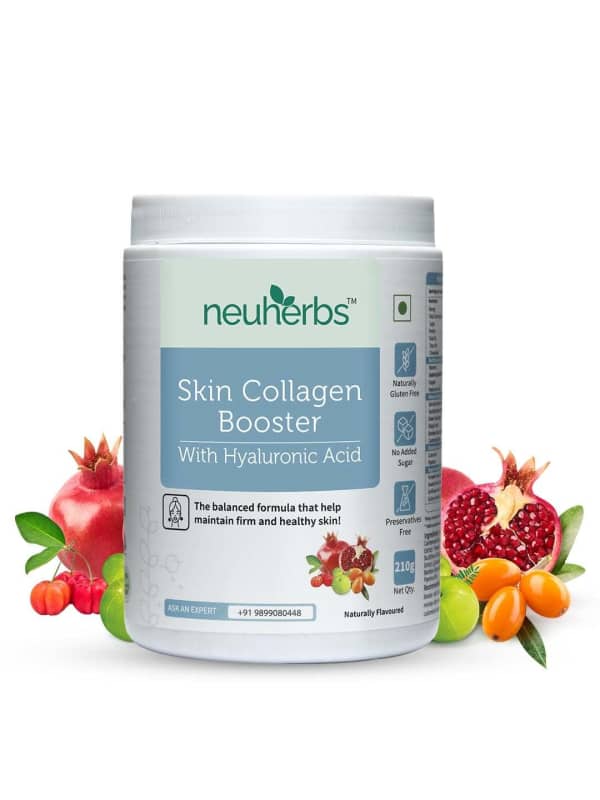 neuherbs™
Skin Collagen
Booster
With Hyaluronic Acid
The balanced formula that help
maintain firm and healthy skin!
ASK AN EXPERT
+91 9899080448
Naturally
Gluten Free
No Added
Sugar
Preservatives
Free
210g
Net Qty.
Naturally Flavoured